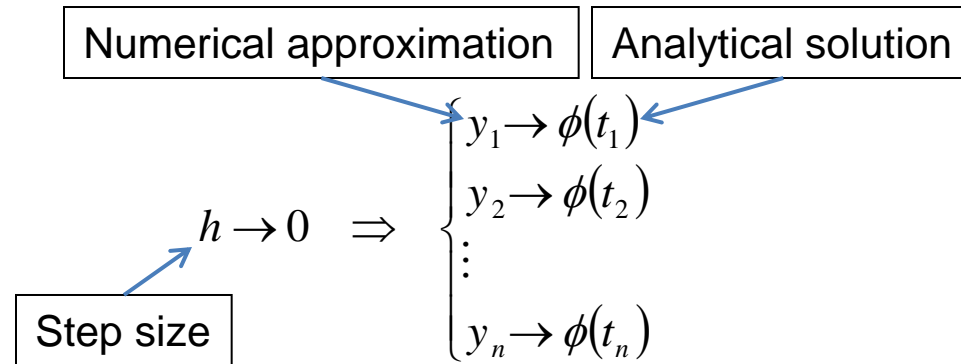 Numerical approximation
Analytical solution
y₁ → ϕ(t₁)
y₂ → ϕ(t₂)
h → 0 ⇒ { ⋮
yₙ → ϕ(tₙ)
Step size